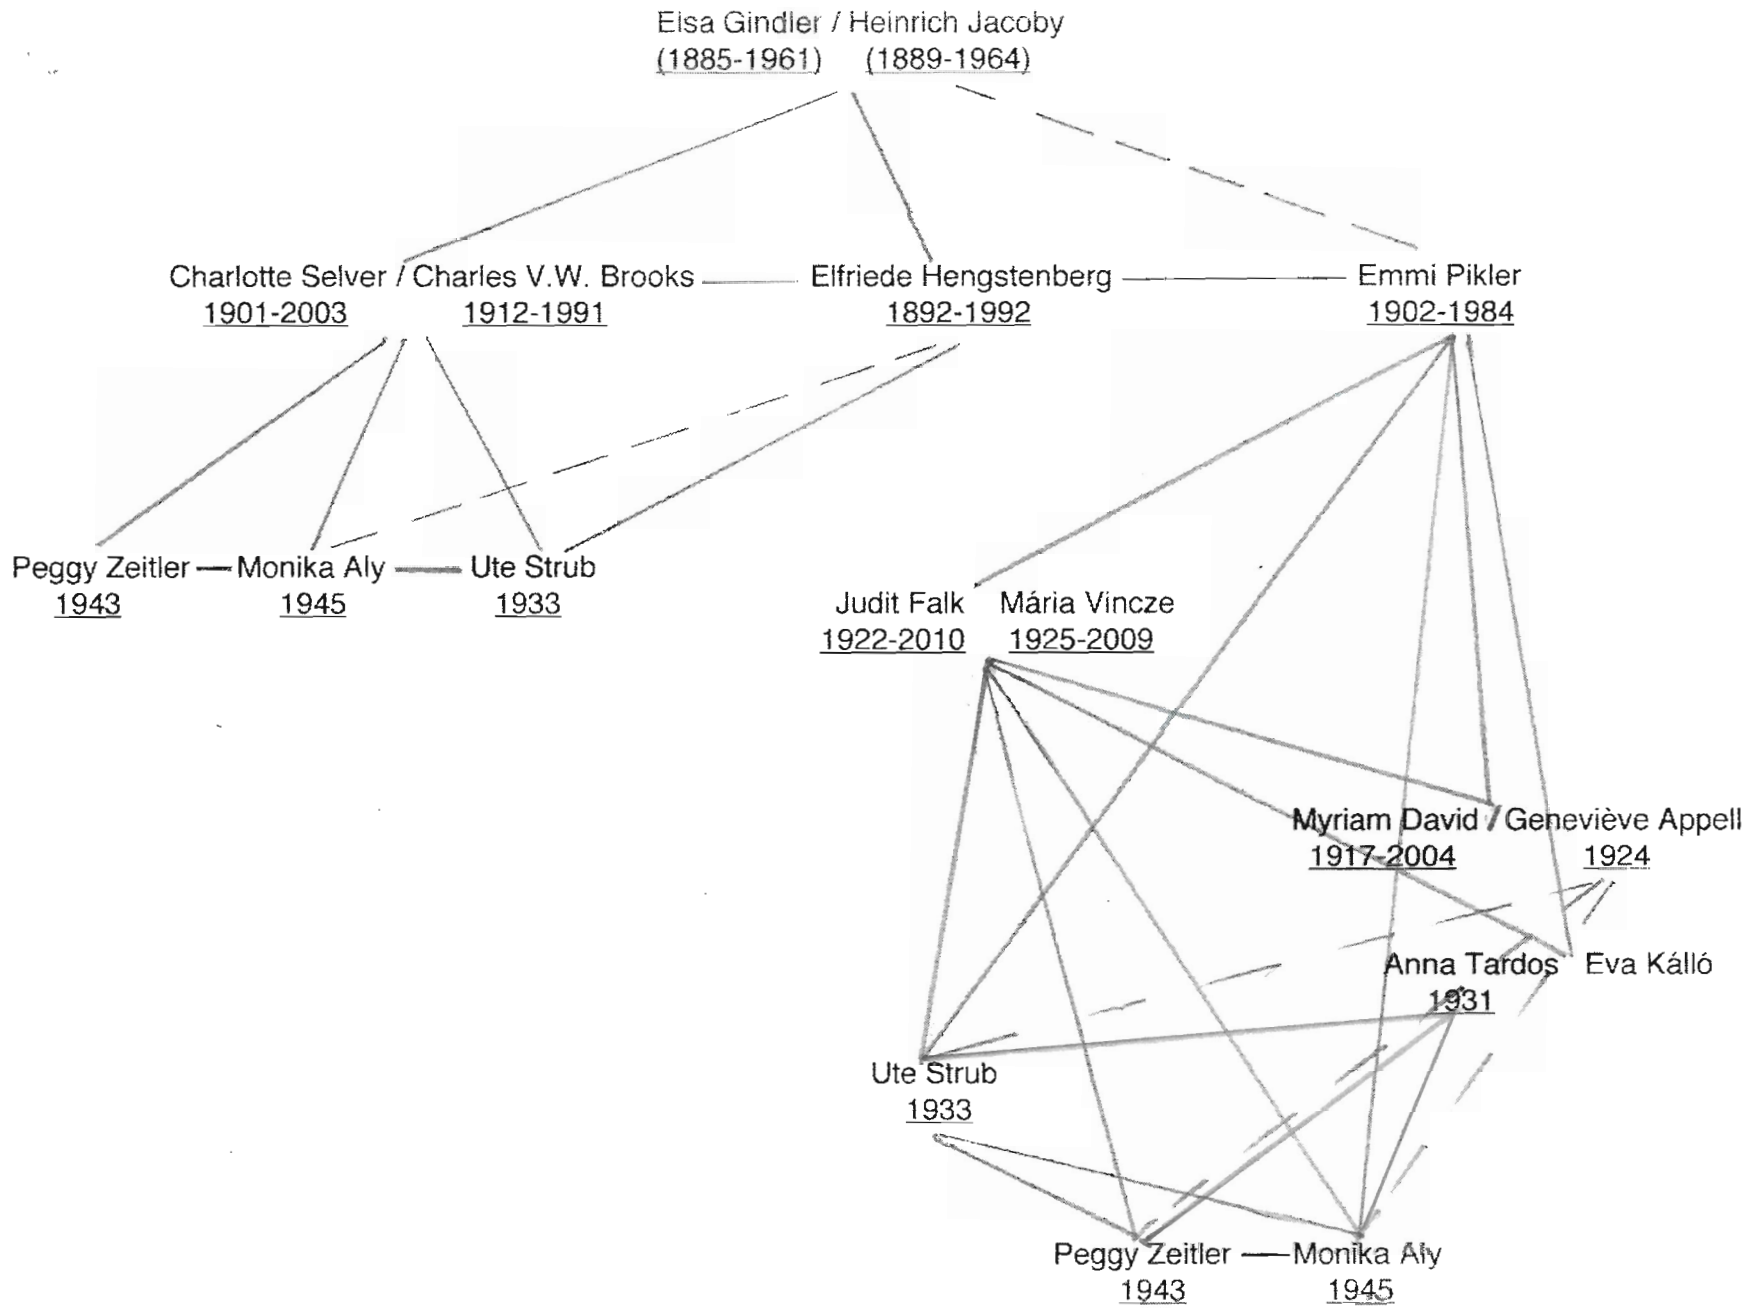 Elsa Gindler / Heinrich Jacoby
(1885-1961) (1889-1964)
Charlotte Selver / Charles V.W. Brooks Elfriede Hengstenberg Emmi Pikler
1901-2003 1912-1991 1892-1992 1902-1984
Peggy Zeitler Monika Aly Ute Strub
1943 1945 1933
Judit Falk Mária Vincze
1922-2010 1925-2009
Myriam David / Geneviève Appell
1917-2004 1924
Anna Tardos Eva Kálló
1931
Ute Strub
1933
Peggy Zeitler Monika Aly
1943 1945